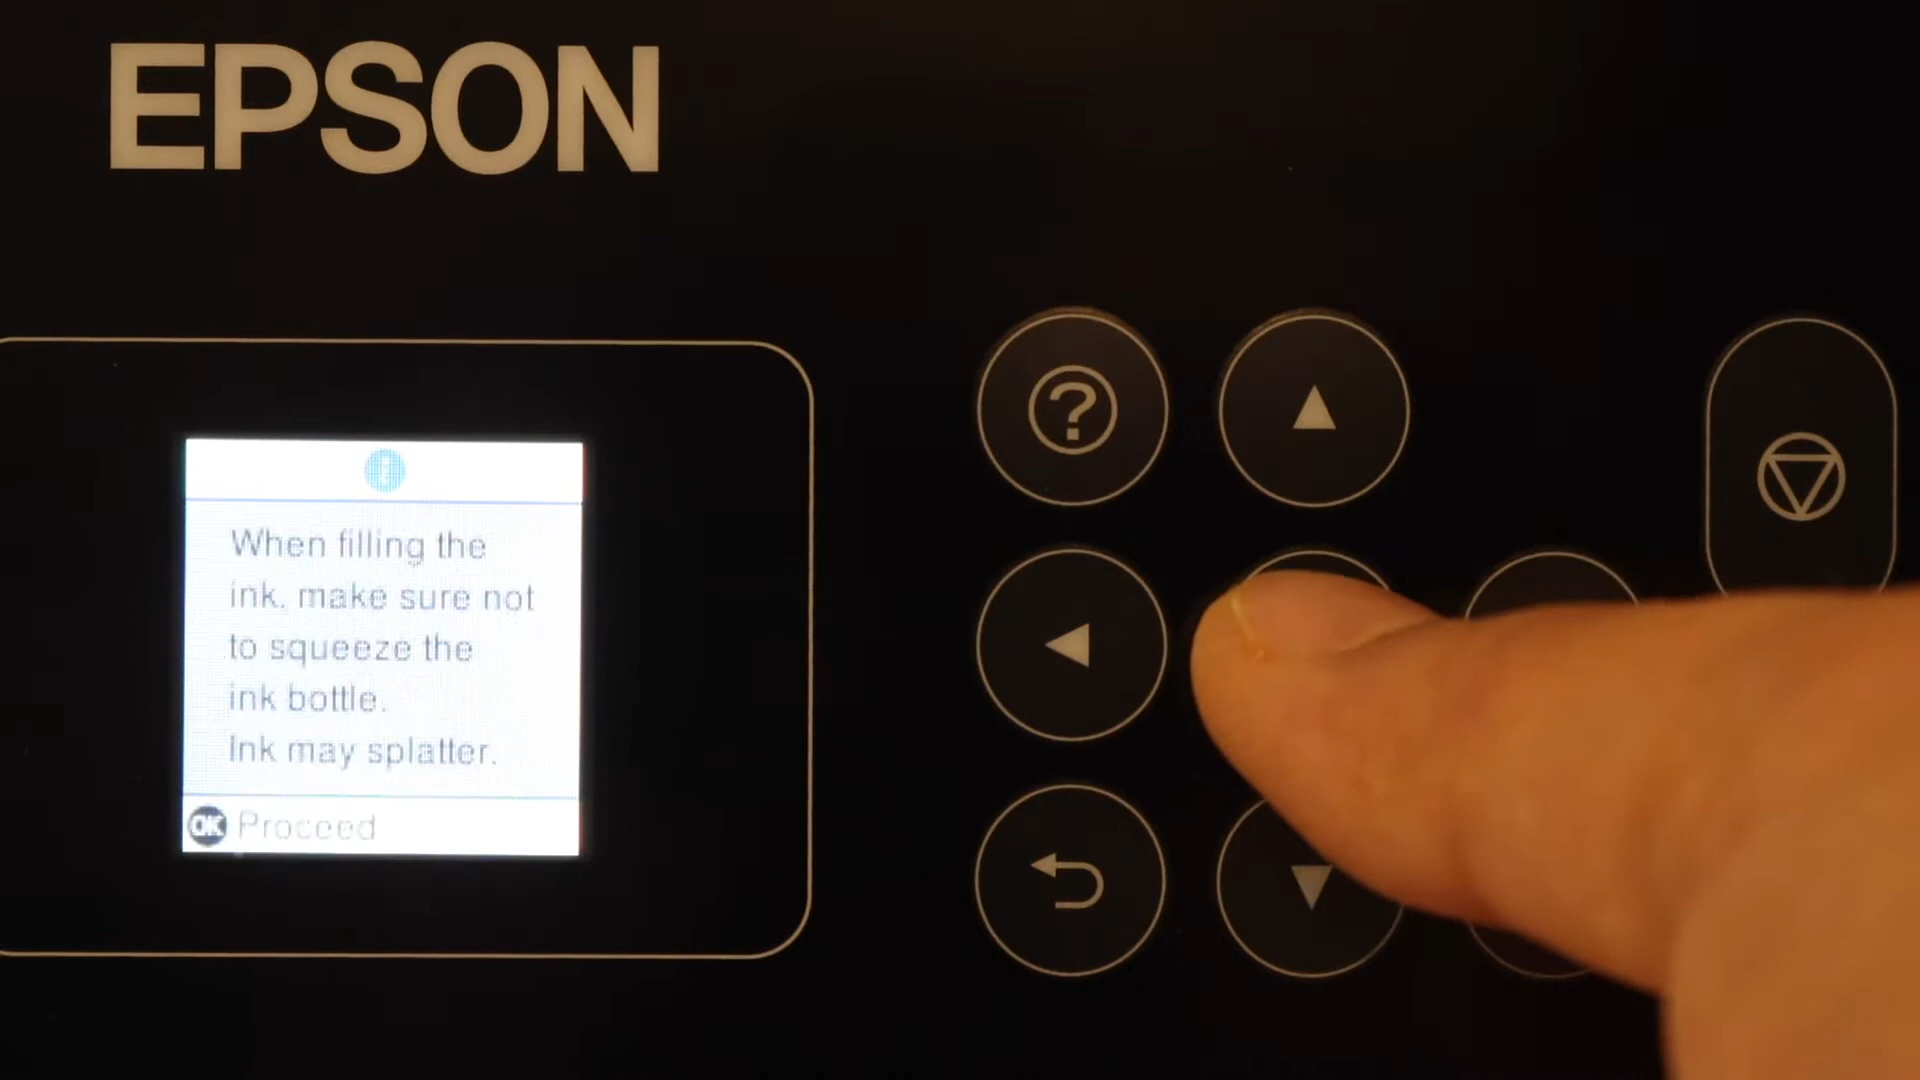 EPSON
When filling the
ink, make sure not
to squeeze the
ink bottle.
Ink may splatter.
OK Proceed
?